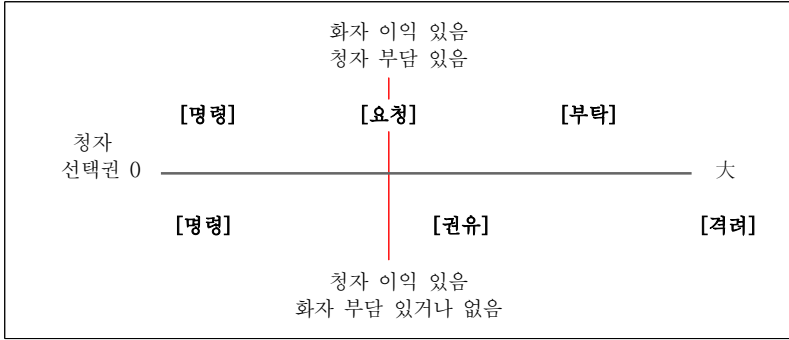 화자 이익 있음
청자 부담 있음
[명령] [요청] [부탁]
청자
선택권 0 大
[명령] [권유] [격려]
청자 이익 있음
화자 부담 있거나 없음